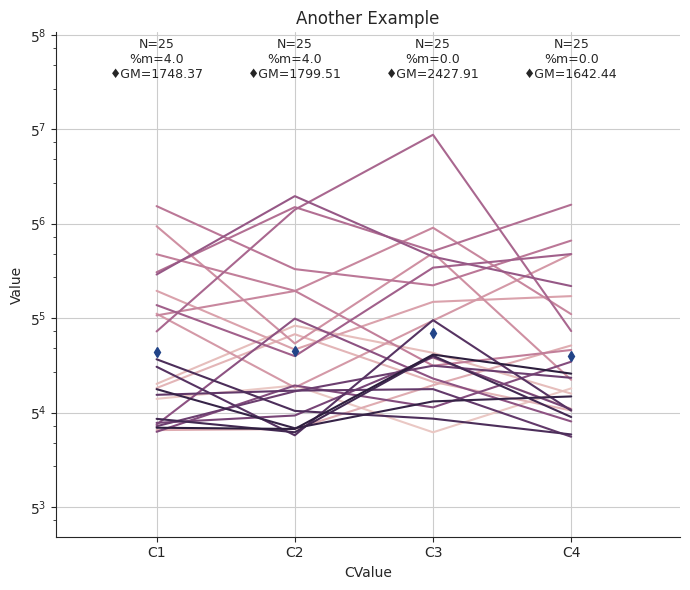 Another Example
N=25 N=25 N=25 N=25
%m=4.0 %m=4.0 %m=0.0 %m=0.0
♦GM=1748.37 ♦GM=1799.51 ♦GM=2427.91 ♦GM=1642.44
5⁸
5⁷
5⁶
5⁵
5⁴
5³
Value
C1 C2 C3 C4
CValue